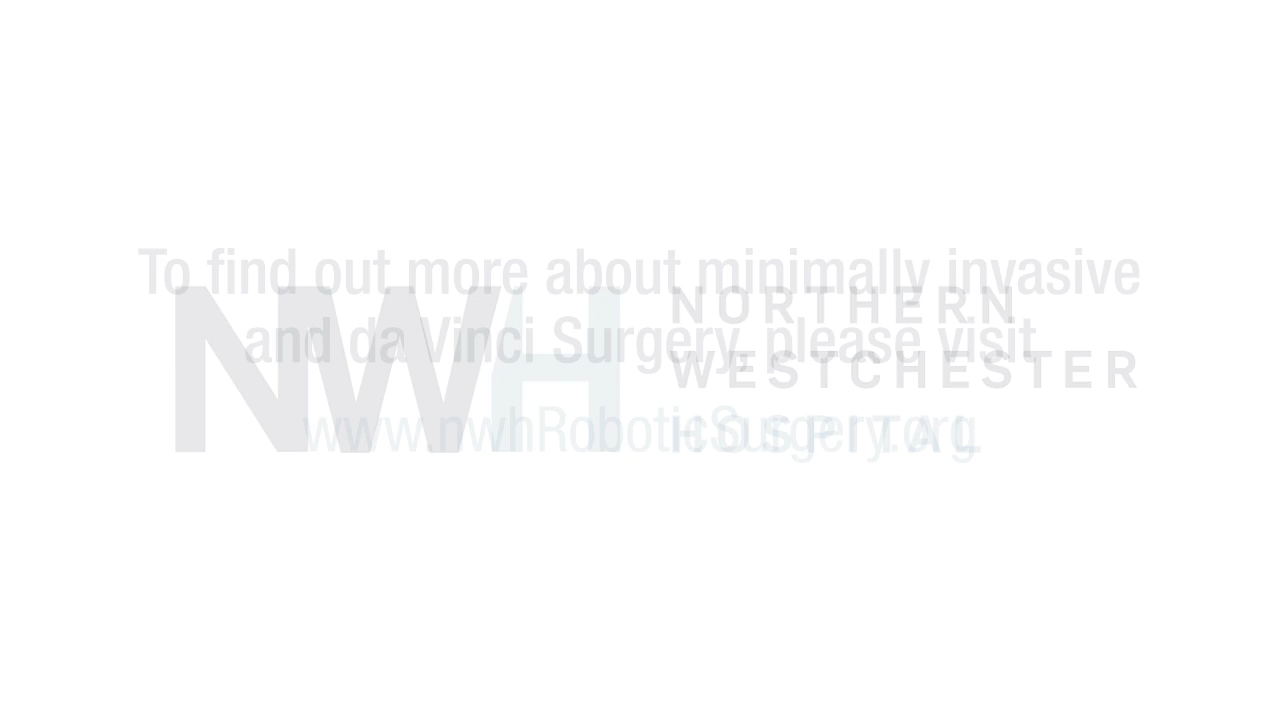 To find out more about minimally invasive
and da Vinci Surgery, please visit
www.nwhRoboticSurgery.org
NWH
NORTHERN
WESTCHESTER
HOSPITAL